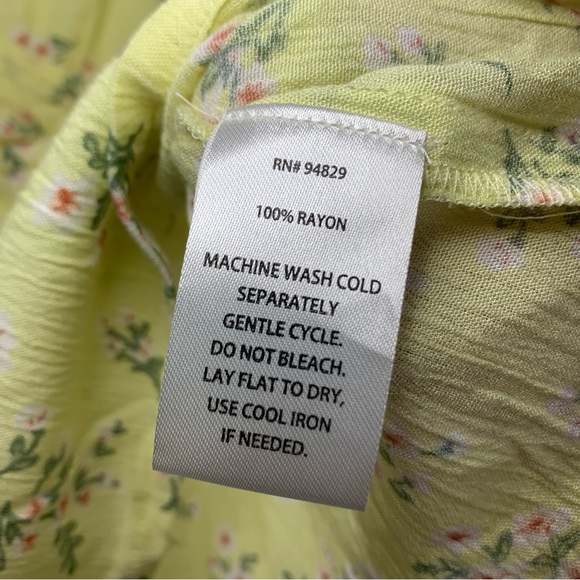 RN# 94829
100% RAYON
MACHINE WASH COLD
SEPARATELY
GENTLE CYCLE.
DO NOT BLEACH.
LAY FLAT TO DRY,
USE COOL IRON
IF NEEDED.